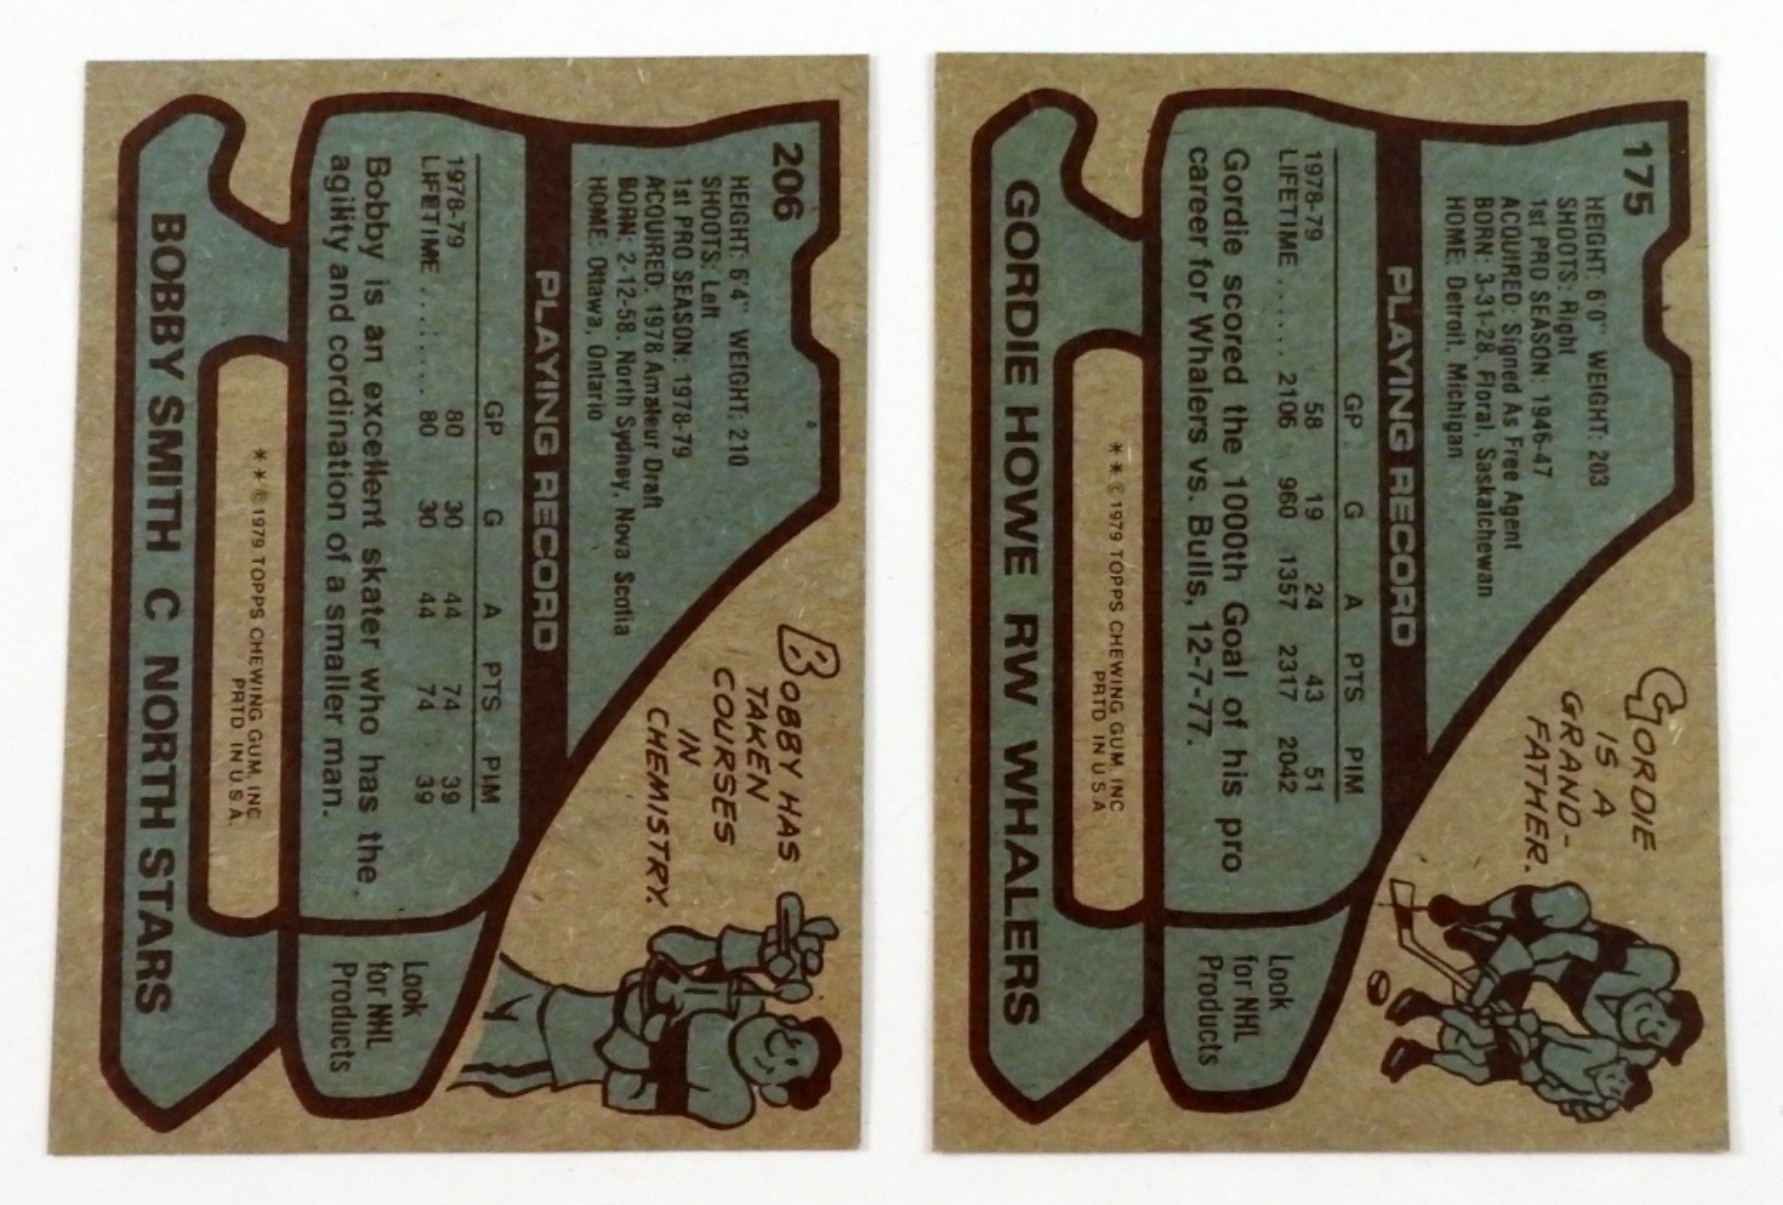 206
HEIGHT: 6'4" WEIGHT: 210
SHOOTS: Left
1st PRO SEASON: 1978-79
ACQUIRED: 1978 Amateur Draft
BORN: 2-12-58, North Sydney, Nova Scotia
HOME: Ottawa, Ontario
BOBBY HAS
TAKEN
COURSES
IN
CHEMISTRY.
PLAYING RECORD
GP G A PTS PIM
1978-79 80 30 44 74 39
LIFETIME ........ 80 30 44 74 39
Bobby is an excellent skater who has the
agility and cordination of a smaller man.
Look
for NHL
Products
**©1979 TOPPS CHEWING GUM, INC.
PRTD IN U.S.A.
BOBBY SMITH C NORTH STARS
175
HEIGHT: 6'0" WEIGHT: 203
SHOOTS: Right
1st PRO SEASON: 1946-47
ACQUIRED: Signed As Free Agent
BORN: 3-31-28, Floral, Saskatchewan
HOME: Detroit, Michigan
GORDIE
IS A
GRAND-
FATHER.
PLAYING RECORD
GP G A PTS PIM
1978-79 58 19 24 43 51
LIFETIME ...... 2106 960 1357 2317 2042
Gordie scored the 1000th Goal of his pro
career for Whalers vs. Bulls, 12-7-77.
Look
for NHL
Products
**©1979 TOPPS CHEWING GUM, INC
PRTD IN U.S.A
GORDIE HOWE RW WHALERS